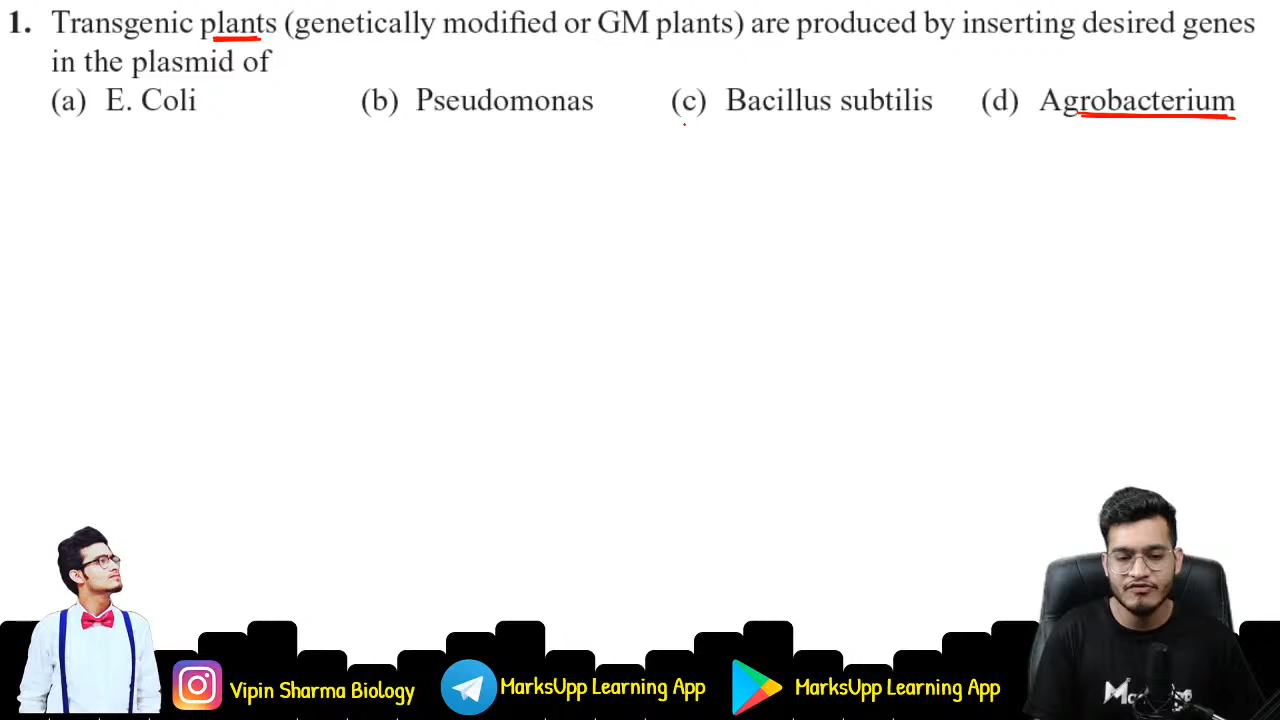 1. Transgenic plants (genetically modified or GM plants) are produced by inserting desired genes
in the plasmid of
(a) E. Coli (b) Pseudomonas (c) Bacillus subtilis (d) Agrobacterium
Vipin Sharma Biology MarksUpp Learning App MarksUpp Learning App